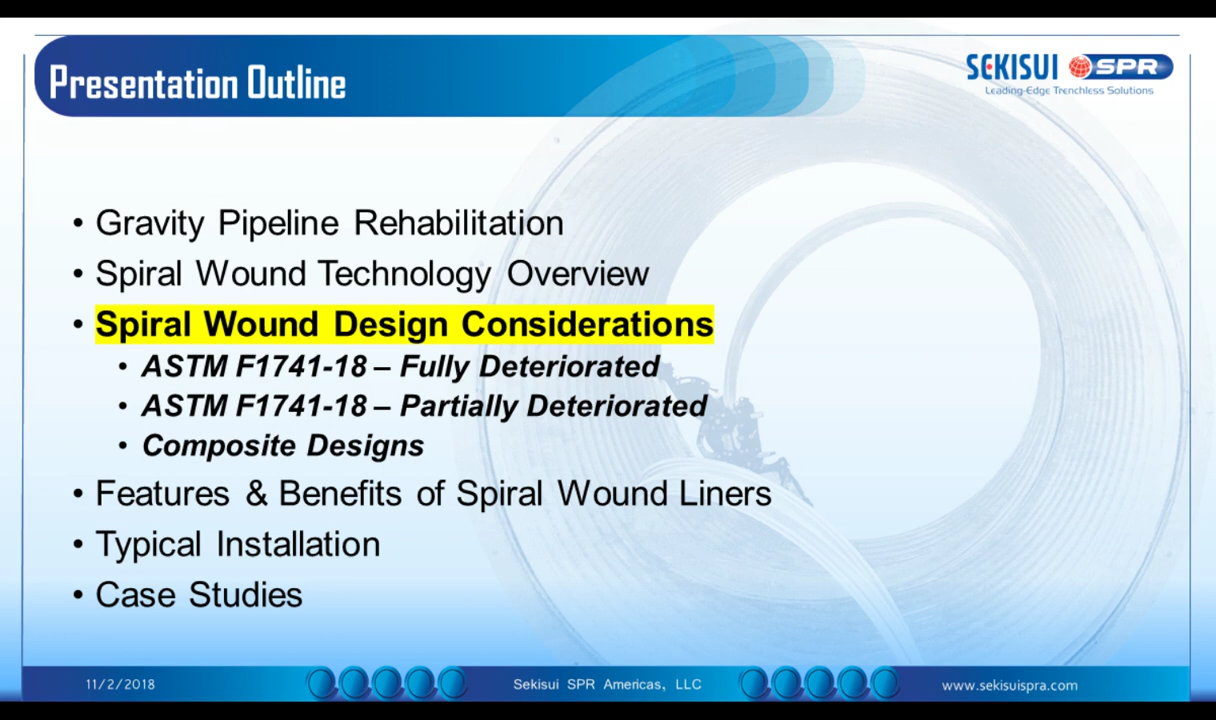 Presentation Outline
SEKISUI SPR
Leading-Edge Trenchless Solutions
• Gravity Pipeline Rehabilitation
• Spiral Wound Technology Overview
• Spiral Wound Design Considerations
• ASTM F1741-18 – Fully Deteriorated
• ASTM F1741-18 – Partially Deteriorated
• Composite Designs
• Features & Benefits of Spiral Wound Liners
• Typical Installation
• Case Studies
11/2/2018
Sekisui SPR Americas, LLC
www.sekisuispra.com